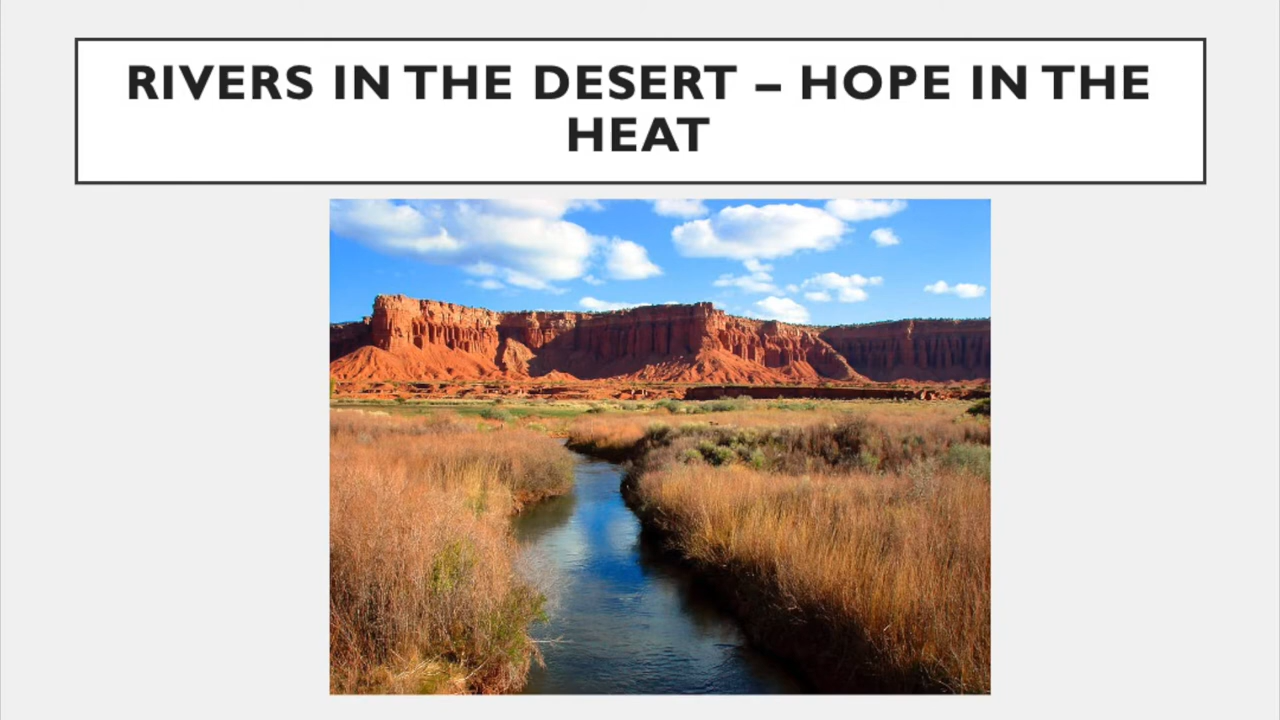 RIVERS IN THE DESERT – HOPE IN THE
HEAT